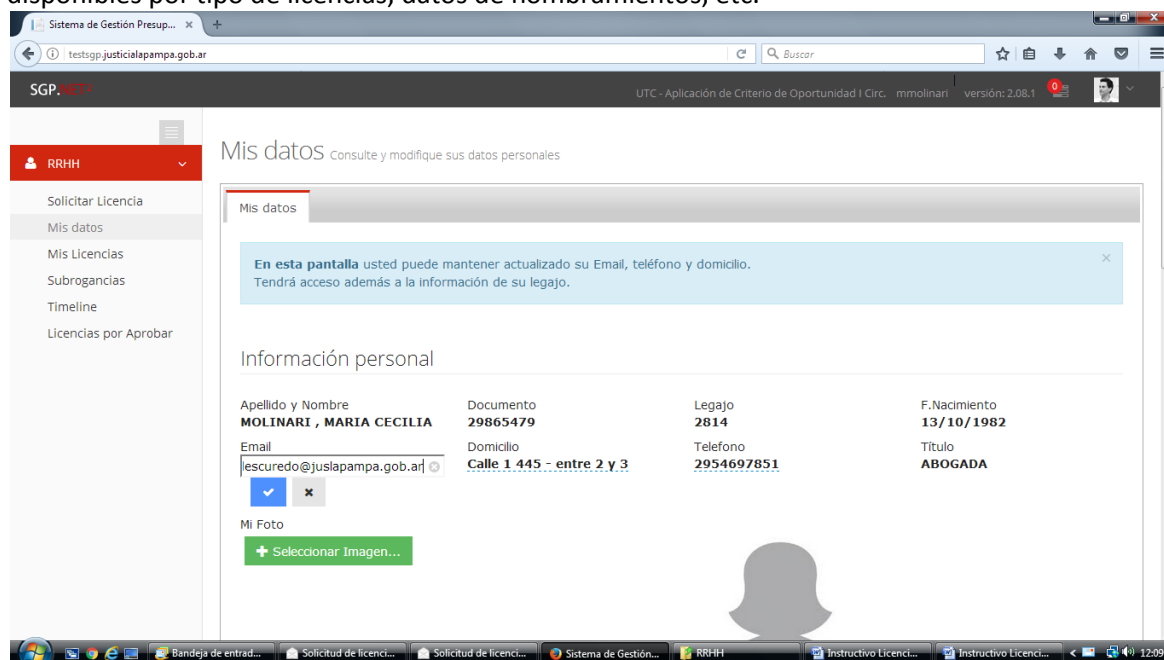 disponibles por tipo de licencias, datos de nombramientos, etc.
Sistema de Gestión Presup... × +
testsgp.justicialapampa.gob.ar
Buscar
SGP.NET
UTC - Aplicación de Criterio de Oportunidad I Circ. mmolinari versión: 2.08.1 0
RRHH
Solicitar Licencia
Mis datos
Mis Licencias
Subrogancias
Timeline
Licencias por Aprobar
Mis datos Consulte y modifique sus datos personales
Mis datos
En esta pantalla usted puede mantener actualizado su Email, teléfono y domicilio. ×
Tendrá acceso además a la información de su legajo.
Información personal
Apellido y Nombre Documento Legajo F.Nacimiento
MOLINARI , MARIA CECILIA 29865479 2814 13/10/1982
Email Domicilio Telefono Título
iescuredo@juslapampa.gob.ar Calle 1 445 - entre 2 y 3 2954697851 ABOGADA
Mi Foto
+ Seleccionar Imagen...
Bandeja de entrad... Solicitud de licenci... Solicitud de licenci... Sistema de Gestión... RRHH Instructivo Licenci... Instructivo Licenci... 12:09